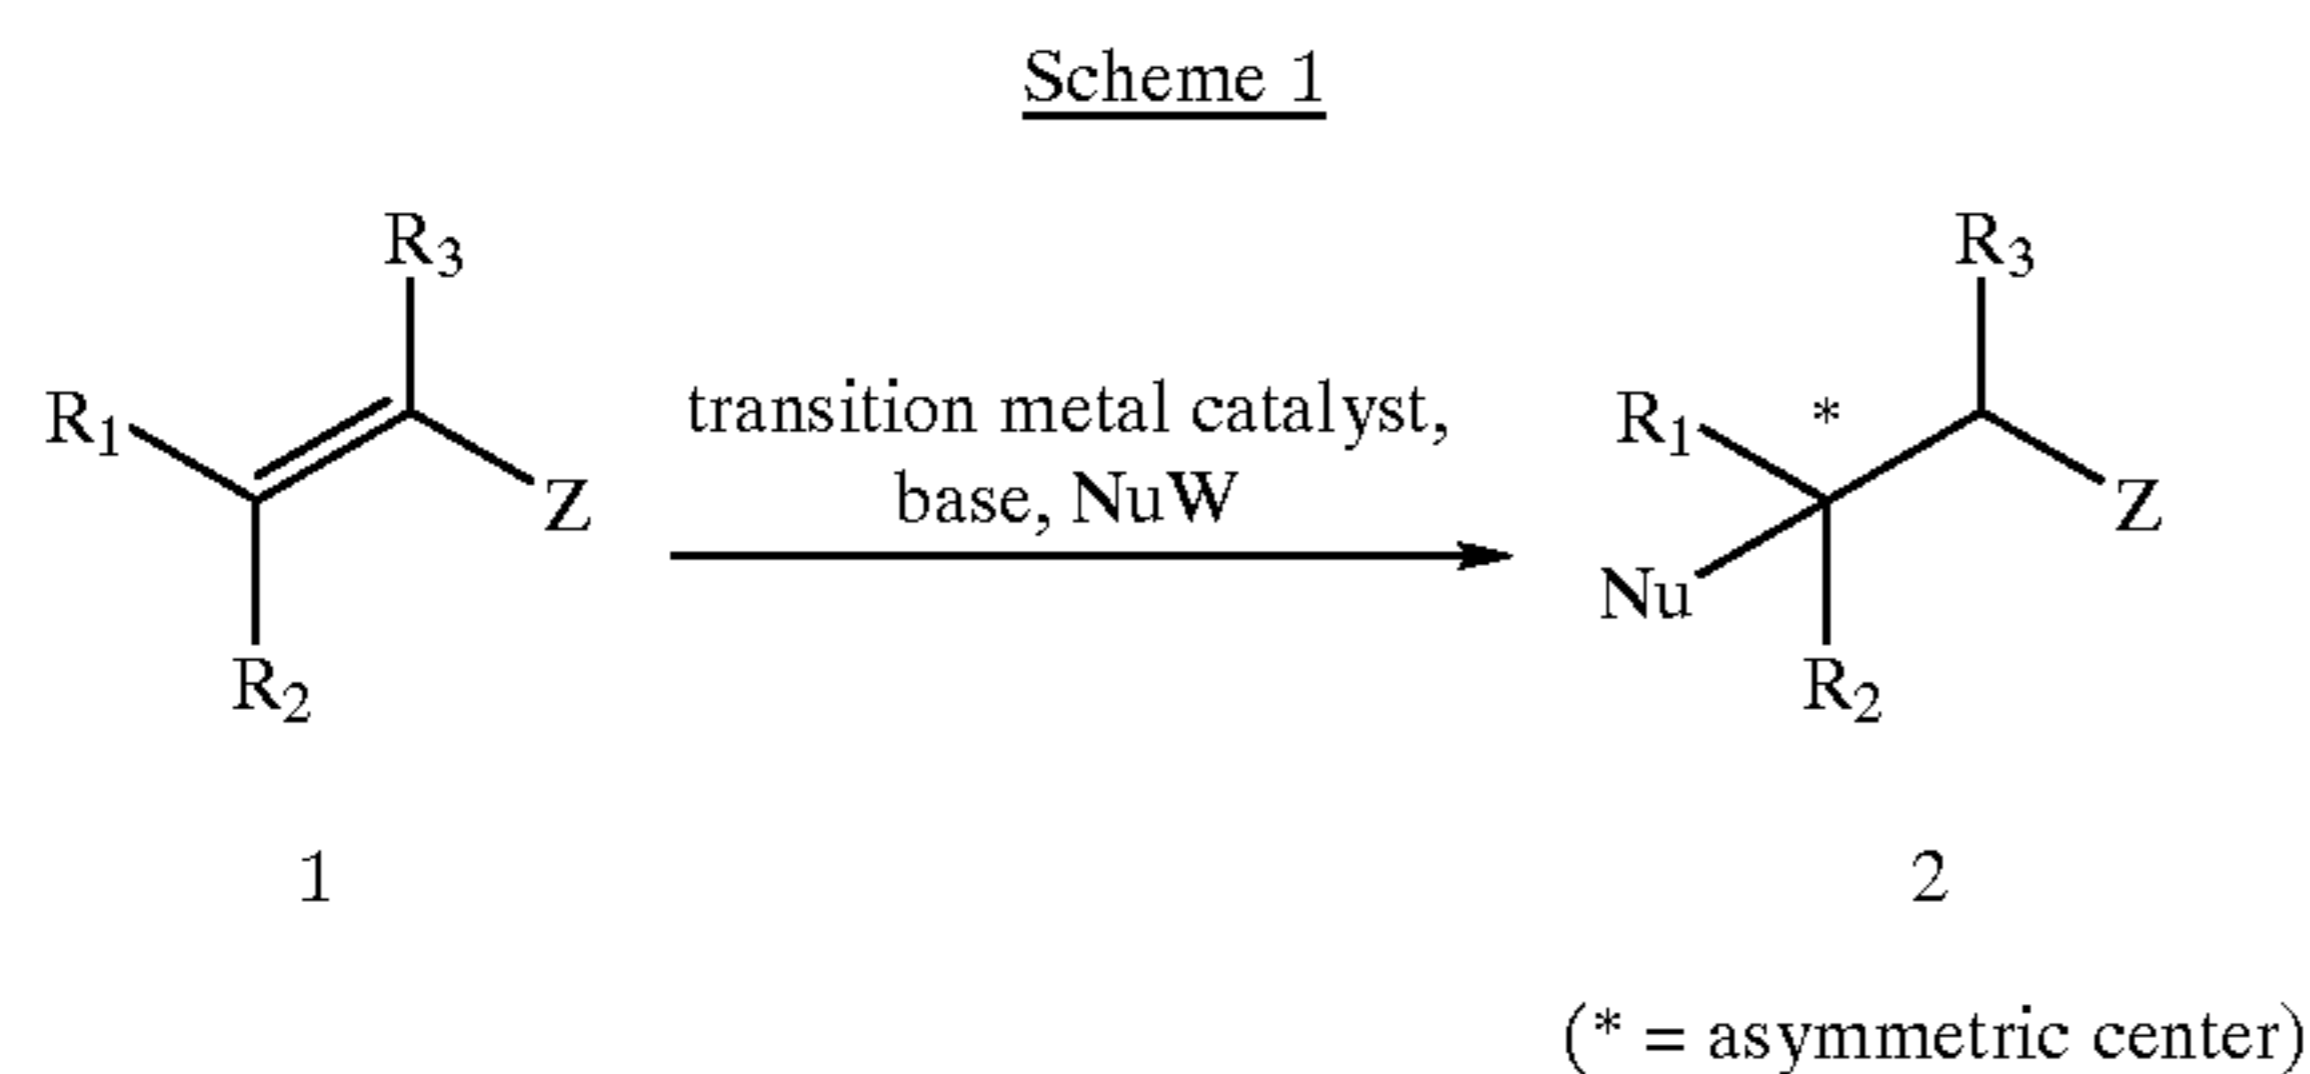 Scheme 1
R3
R1
Z
R2
1
transition metal catalyst,
base, NuW
R3
R1
*
Z
Nu
R2
2
(* = asymmetric center)